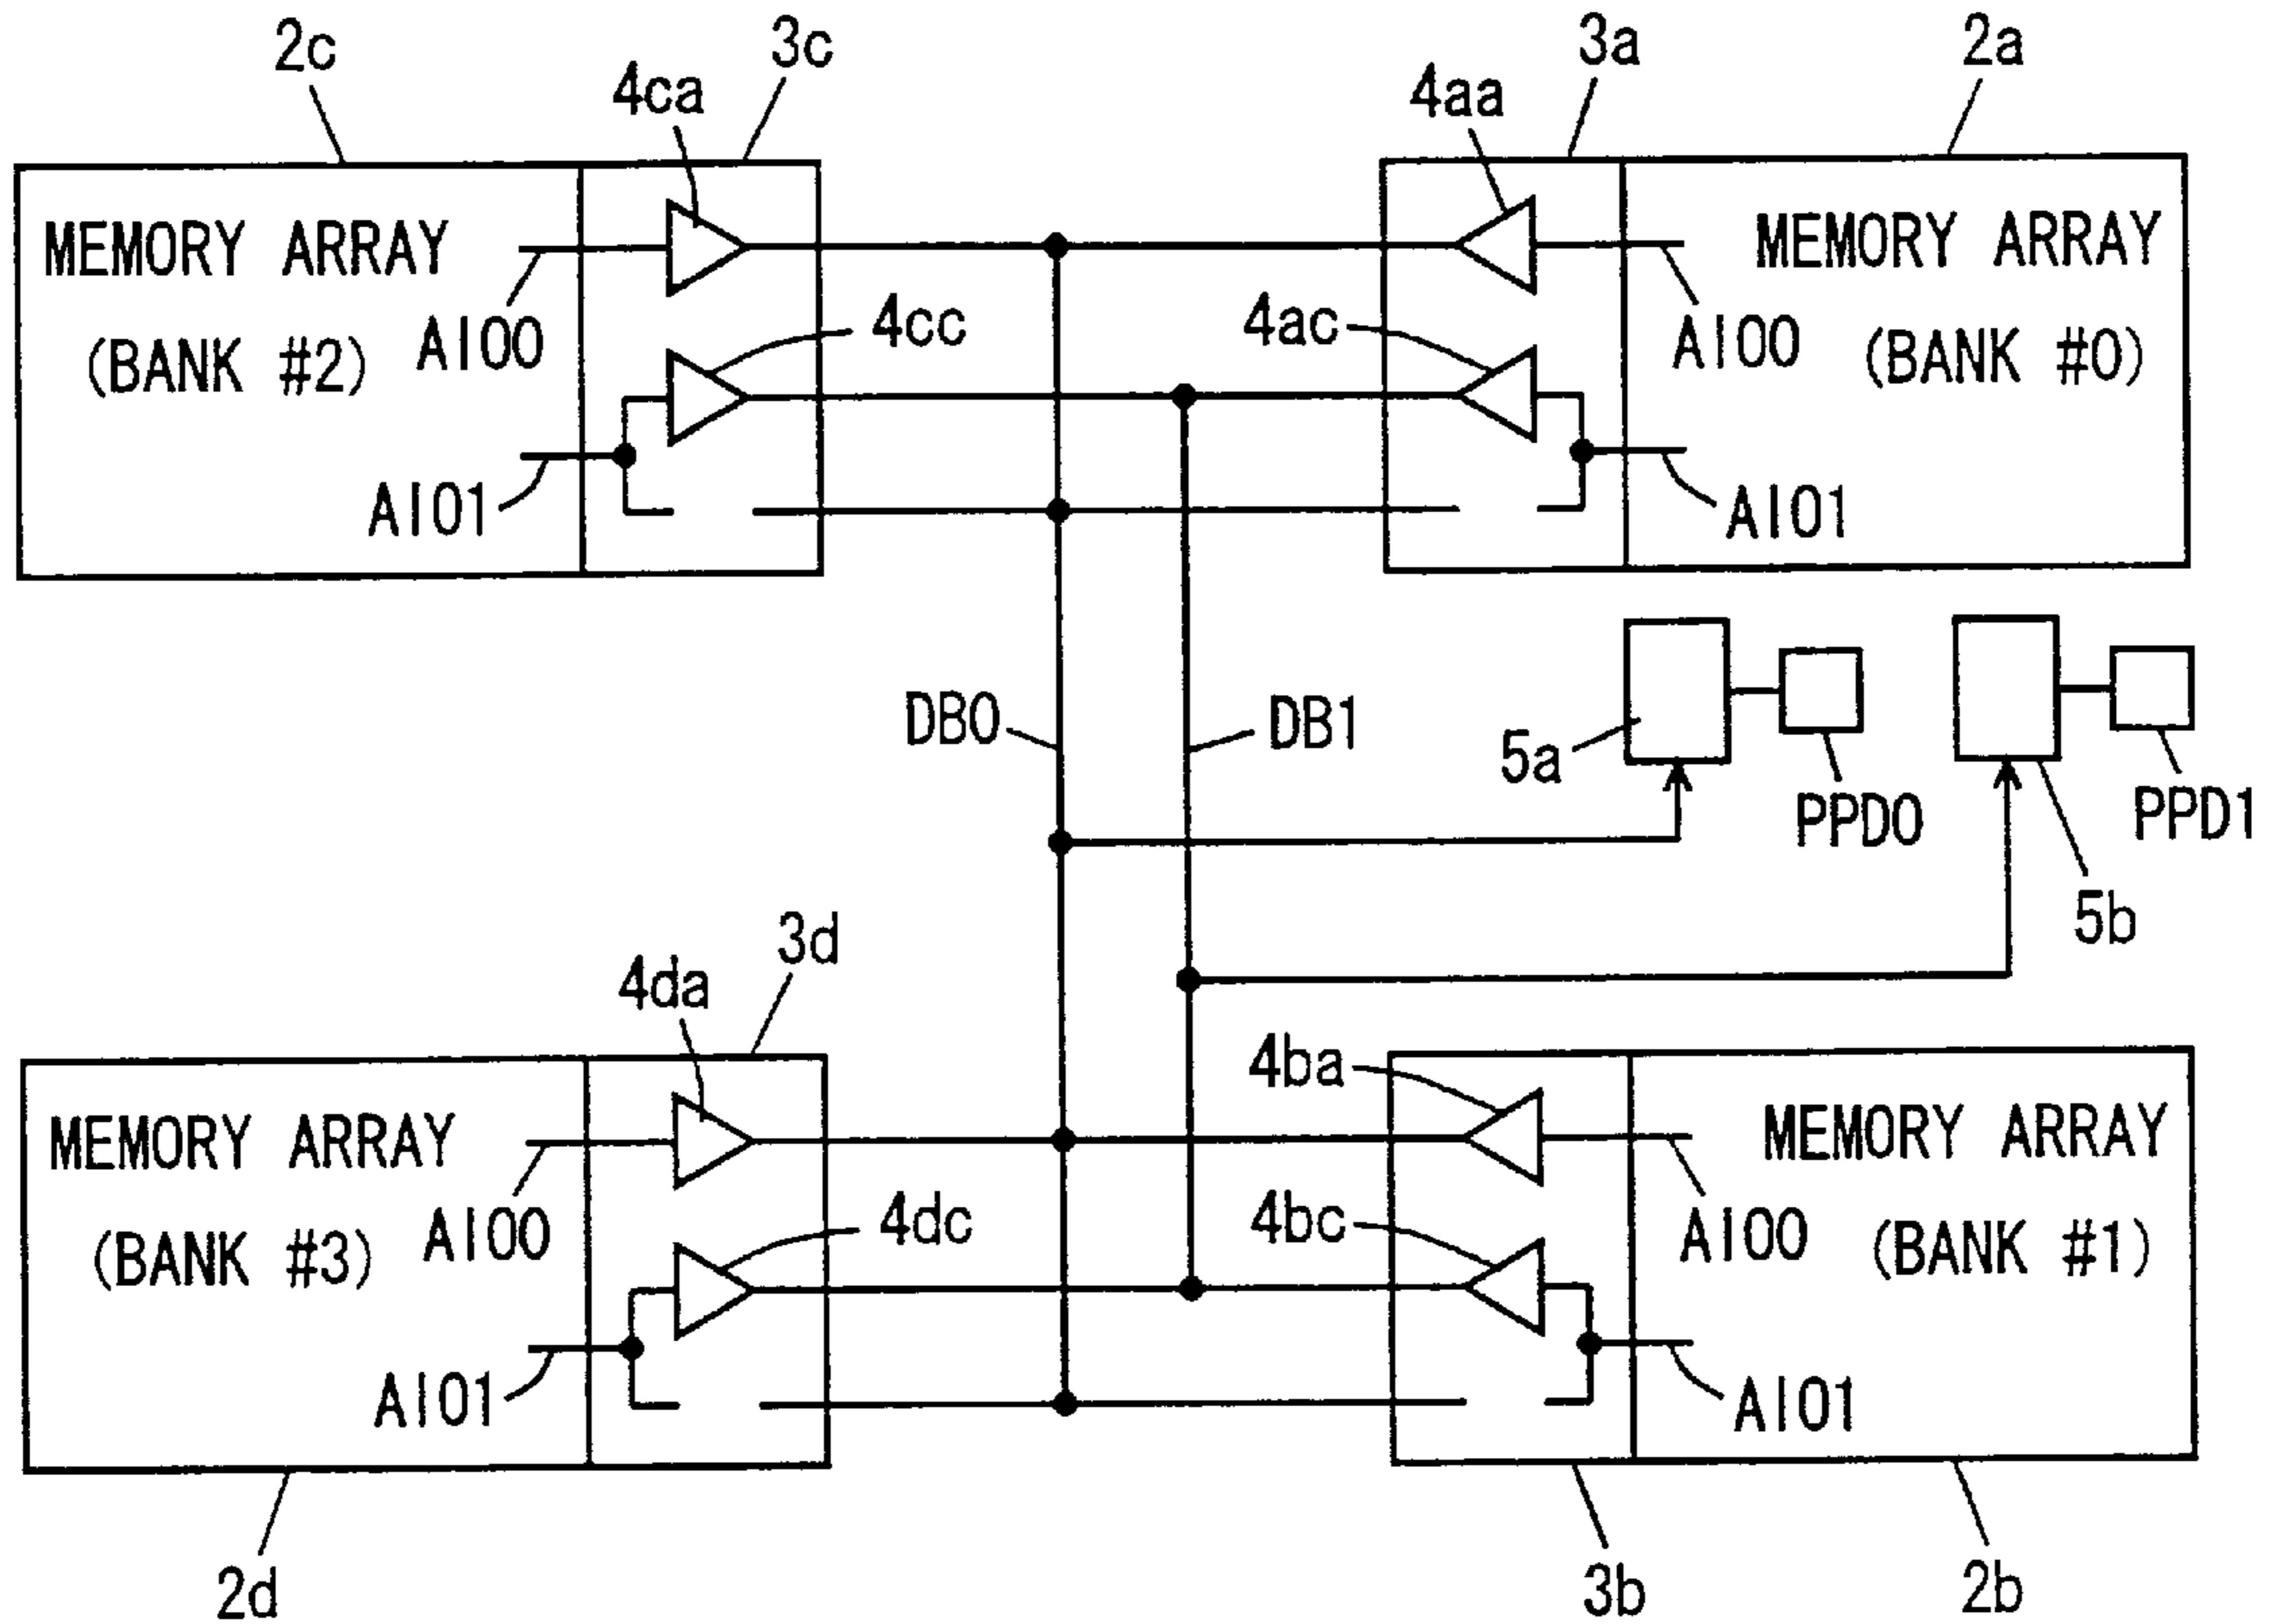 2c
3c
3a
2a
4ca
4aa
MEMORY ARRAY
(BANK #2)
AIO0
AIO1
4cc
4ac
AIO0
AIO1
MEMORY ARRAY
(BANK #0)
DB0
DB1
5a
PPD0
PPD1
5b
3d
4da
4ba
MEMORY ARRAY
(BANK #3)
AIO0
AIO1
4dc
4bc
AIO0
AIO1
MEMORY ARRAY
(BANK #1)
2d
3b
2b